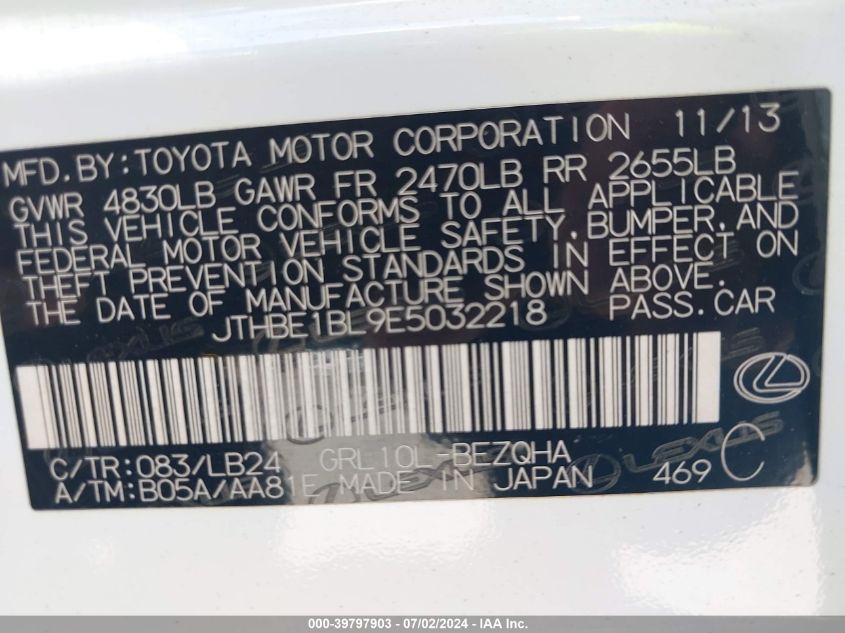 MFD.BY:TOYOTA MOTOR CORPORATION 11/13
GVWR 4830LB GAWR FR 2470LB RR 2655LB
THIS VEHICLE CONFORMS TO ALL APPLICABLE
FEDERAL MOTOR VEHICLE SAFETY,BUMPER,AND
THEFT PREVENTION STANDARDS IN EFFECT ON
THE DATE OF MANUFACTURE SHOWN ABOVE.
JTHBE1BL9E5032218 PASS.CAR
C/TR:083/LB24 GRL10L-BEZQHA
A/TM:B05A/AA81E MADE IN JAPAN 469 C
LEXUS
000-39797903 - 07/02/2024 - IAA Inc.